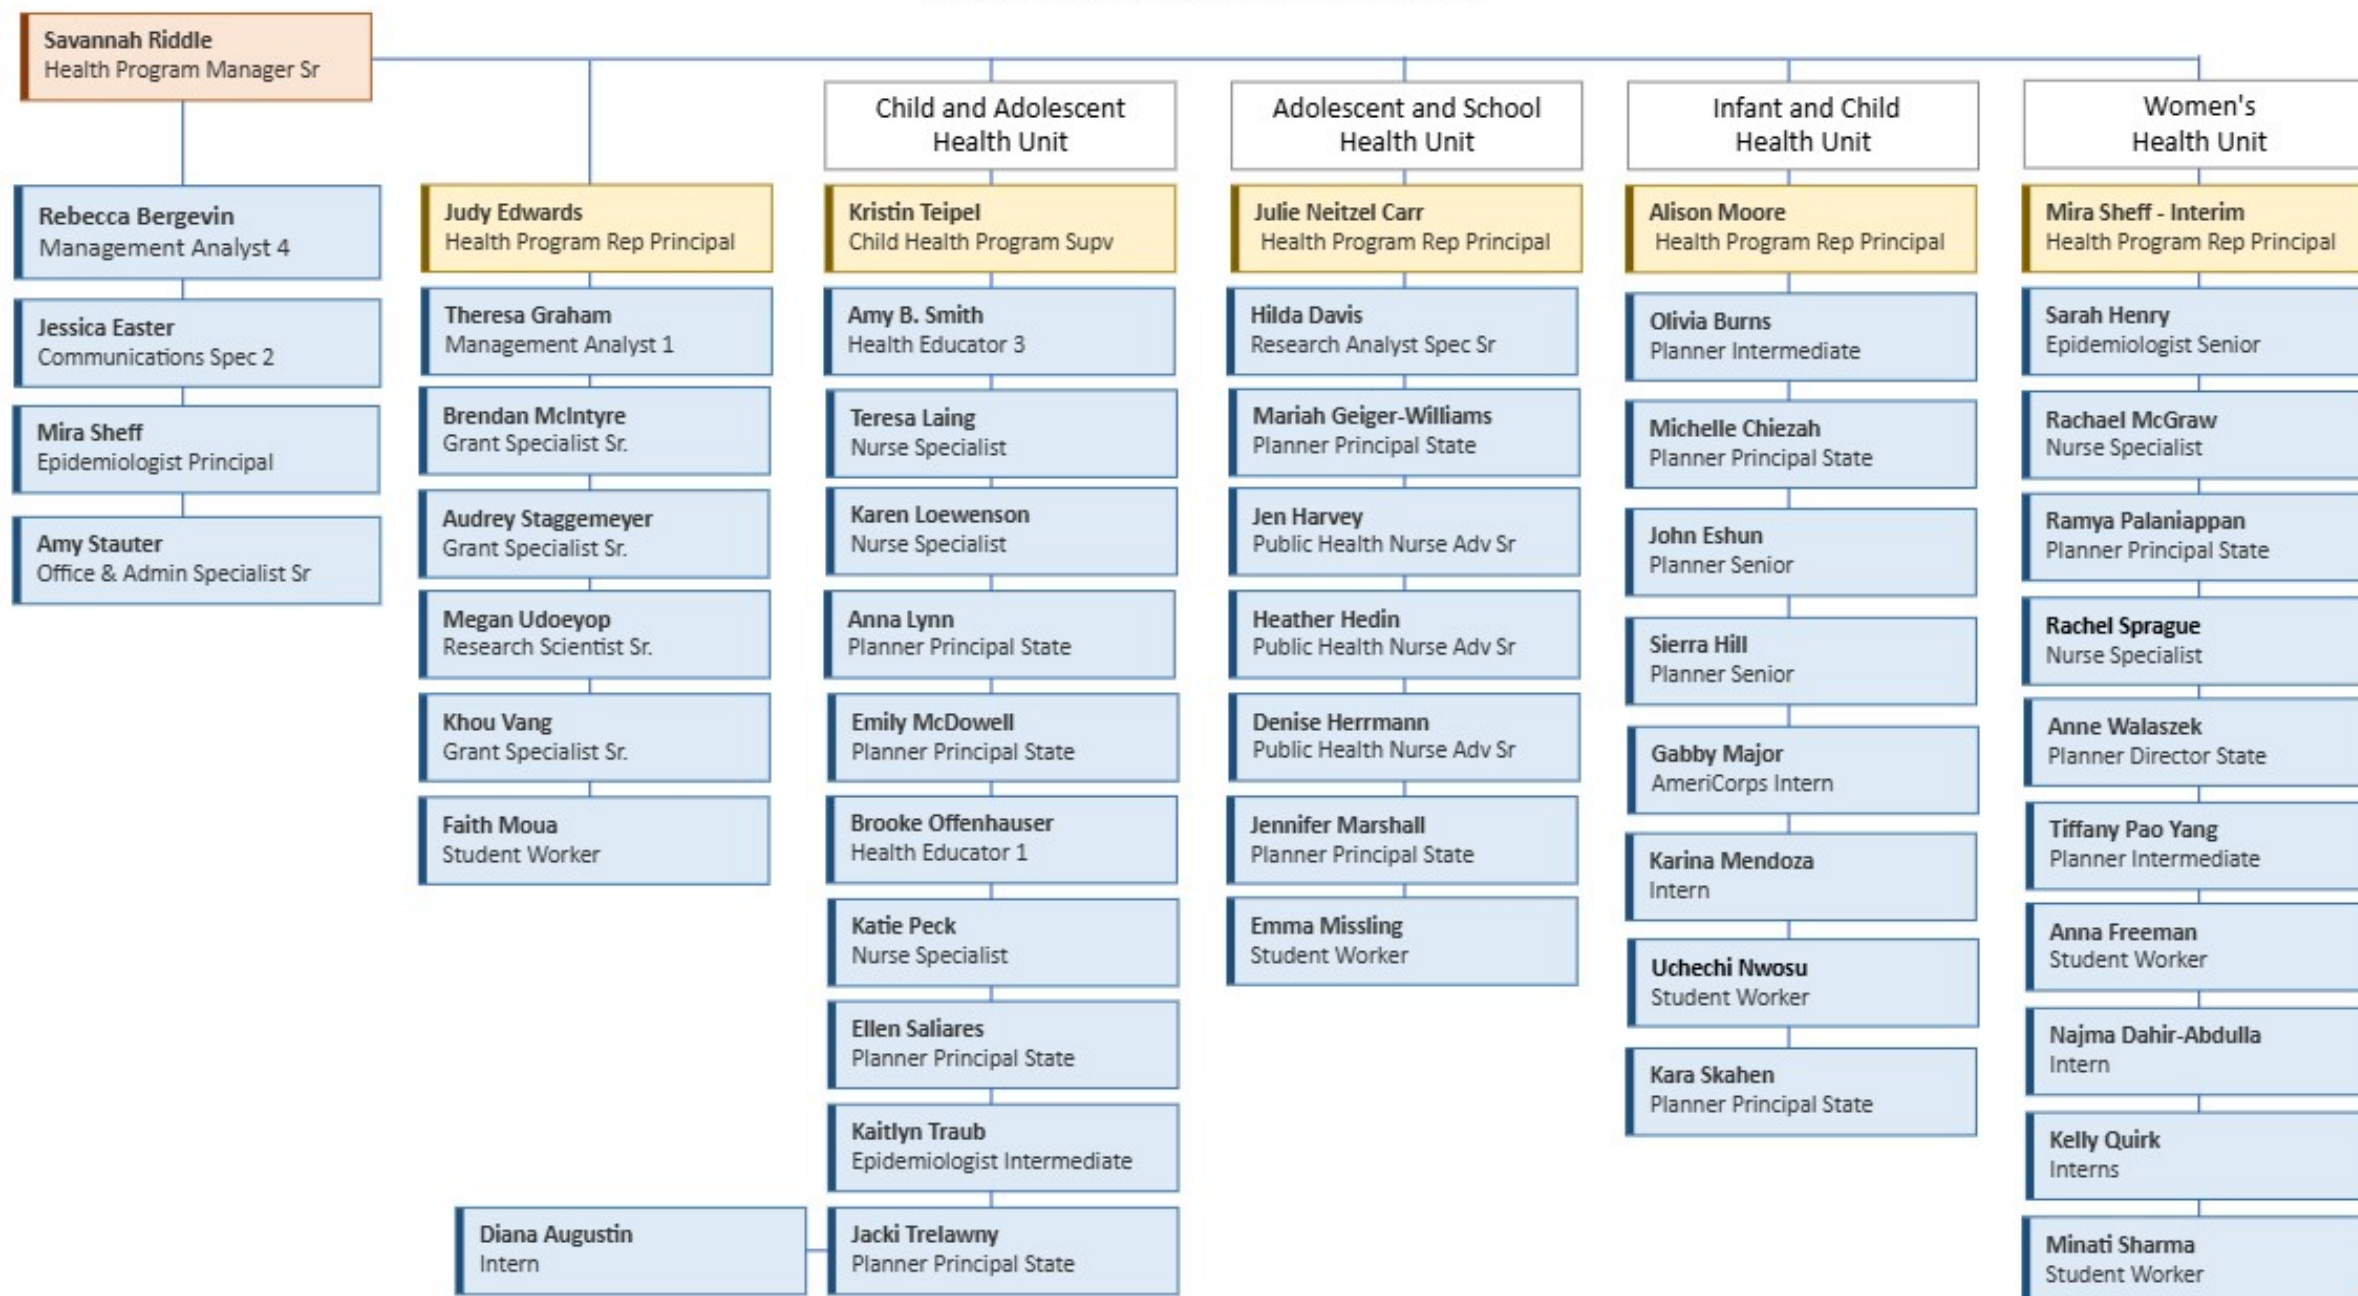 Savannah Riddle
Health Program Manager Sr
Rebecca Bergevin
Management Analyst 4
Jessica Easter
Communications Spec 2
Mira Sheff
Epidemiologist Principal
Amy Stauter
Office & Admin Specialist Sr
Judy Edwards
Health Program Rep Principal
Theresa Graham
Management Analyst 1
Brendan McIntyre
Grant Specialist Sr.
Audrey Staggemeyer
Grant Specialist Sr.
Megan Udoeyop
Research Scientist Sr.
Khou Vang
Grant Specialist Sr.
Faith Moua
Student Worker
Child and Adolescent
Health Unit
Kristin Teipel
Child Health Program Supv
Amy B. Smith
Health Educator 3
Teresa Laing
Nurse Specialist
Karen Loewenson
Nurse Specialist
Anna Lynn
Planner Principal State
Emily McDowell
Planner Principal State
Brooke Offenhauser
Health Educator 1
Katie Peck
Nurse Specialist
Ellen Saliares
Planner Principal State
Kaitlyn Traub
Epidemiologist Intermediate
Jacki Trelawny
Planner Principal State
Diana Augustin
Intern
Adolescent and School
Health Unit
Julie Neitzel Carr
Health Program Rep Principal
Hilda Davis
Research Analyst Spec Sr
Mariah Geiger-Williams
Planner Principal State
Jen Harvey
Public Health Nurse Adv Sr
Heather Hedin
Public Health Nurse Adv Sr
Denise Herrmann
Public Health Nurse Adv Sr
Jennifer Marshall
Planner Principal State
Emma Missling
Student Worker
Infant and Child
Health Unit
Alison Moore
Health Program Rep Principal
Olivia Burns
Planner Intermediate
Michelle Chiezah
Planner Principal State
John Eshun
Planner Senior
Sierra Hill
Planner Senior
Gabby Major
AmeriCorps Intern
Karina Mendoza
Intern
Uchechi Nwosu
Student Worker
Kara Skahen
Planner Principal State
Women's
Health Unit
Mira Sheff - Interim
Health Program Rep Principal
Sarah Henry
Epidemiologist Senior
Rachael McGraw
Nurse Specialist
Ramya Palaniappan
Planner Principal State
Rachel Sprague
Nurse Specialist
Anne Walaszek
Planner Director State
Tiffany Pao Yang
Planner Intermediate
Anna Freeman
Student Worker
Najma Dahir-Abdulla
Intern
Kelly Quirk
Interns
Minati Sharma
Student Worker